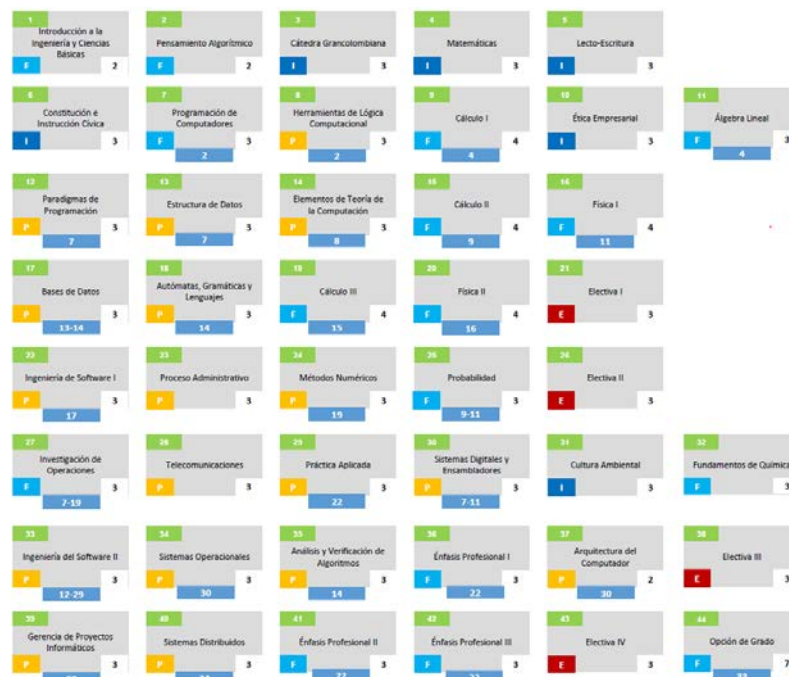 1
Introducción a la
Ingeniería y Ciencias
Básicas
F 2
2
Pensamiento Algorítmico
F 2
3
Cátedra Grancolombiana
I 3
4
Matemáticas
I 3
5
Lecto-Escritura
I 3
6
Constitución e
Instrucción Cívica
I 3
7
Programación de
Computadores
F 3
2
8
Herramientas de Lógica
Computacional
P 3
2
9
Cálculo I
F 4
4
10
Ética Empresarial
I 3
11
Álgebra Lineal
F 3
4
12
Paradigmas de
Programación
P 3
7
13
Estructura de Datos
P 3
7
14
Elementos de Teoría de
la Computación
P 3
8
15
Cálculo II
F 4
9
16
Física I
F 4
11
17
Bases de Datos
P 3
13-14
18
Autómatas, Gramáticas y
Lenguajes
P 3
14
19
Cálculo III
F 4
15
20
Física II
F 4
16
21
Electiva I
E 3
22
Ingeniería de Software I
P 3
17
23
Proceso Administrativo
P 3
24
Métodos Numéricos
P 3
19
25
Probabilidad
F 3
9-11
26
Electiva II
E 3
27
Investigación de
Operaciones
F 3
7-19
28
Telecomunicaciones
P 3
29
Práctica Aplicada
P 3
22
30
Sistemas Digitales y
Ensambladores
P 3
7-11
31
Cultura Ambiental
I 3
32
Fundamentos de Química
F 3
33
Ingeniería del Software II
P 3
12-29
34
Sistemas Operacionales
P 3
30
35
Análisis y Verificación de
Algoritmos
P 3
14
36
Énfasis Profesional I
F 3
22
37
Arquitectura del
Computador
P 2
30
38
Electiva III
E 3
39
Gerencia de Proyectos
Informáticos
P 3
40
Sistemas Distribuidos
P 3
41
Énfasis Profesional II
F 3
42
Énfasis Profesional III
F 3
43
Electiva IV
E 3
44
Opción de Grado
F 7